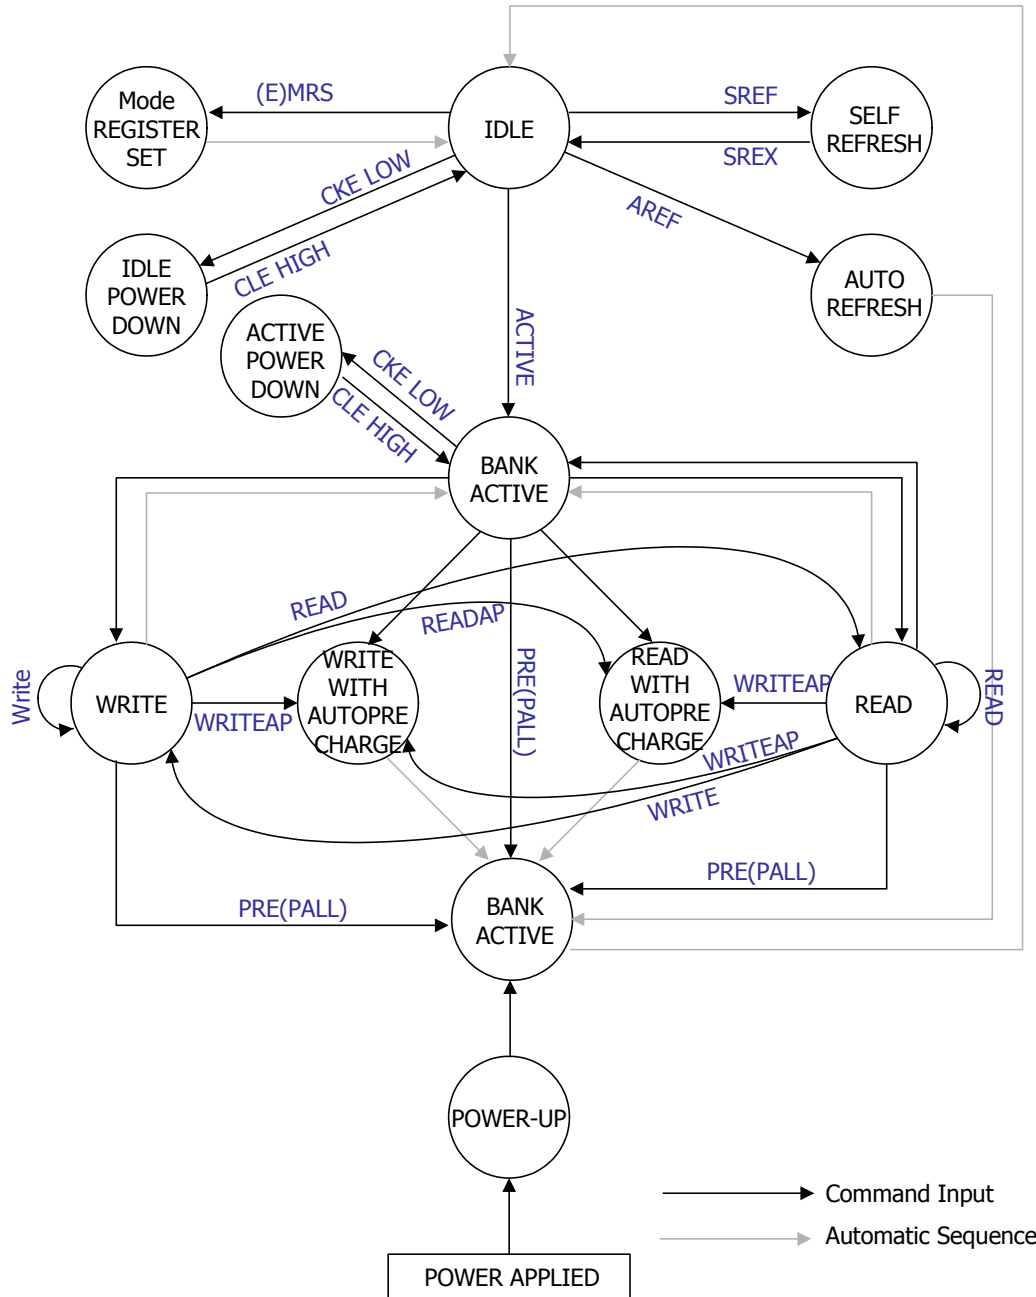 Mode
REGISTER
SET
(E)MRS
IDLE
SREF
SREX
SELF
REFRESH
CKE LOW
CLE HIGH
AREF
IDLE
POWER
DOWN
AUTO
REFRESH
ACTIVE
ACTIVE
POWER
DOWN
CKE LOW
CLE HIGH
BANK
ACTIVE
READ
READAP
PRE(PALL)
Write
WRITE
WRITEAP
WRITE
WITH
AUTOPRE
CHARGE
READ
WITH
AUTOPRE
CHARGE
WRITEAP
READ
READ
WRITEAP
WRITE
PRE(PALL)
PRE(PALL)
BANK
ACTIVE
POWER-UP
Command Input
Automatic Sequence
POWER APPLIED